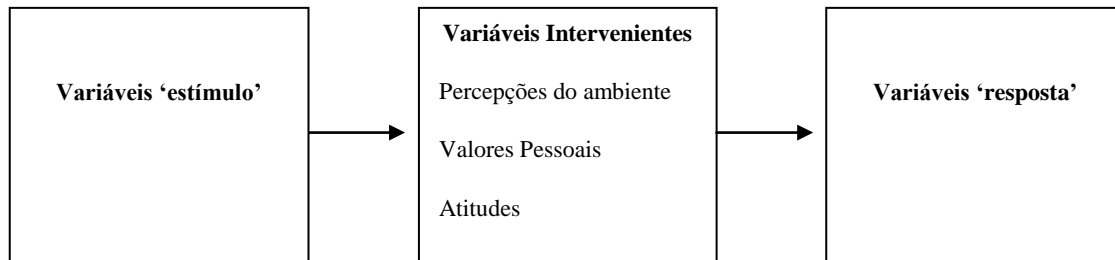 Variáveis ‘estímulo’
Variáveis Intervenientes
Percepções do ambiente
Valores Pessoais
Atitudes
Variáveis ‘resposta’